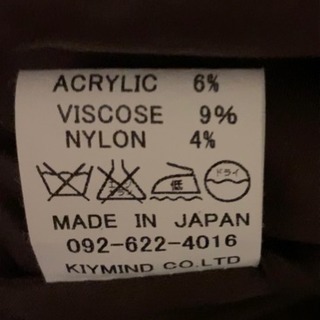 ACRYLIC 6%
VISCOSE 9%
NYLON 4%
低 ドライ
MADE IN JAPAN
092-622-4016
KIYMIND CO.LTD